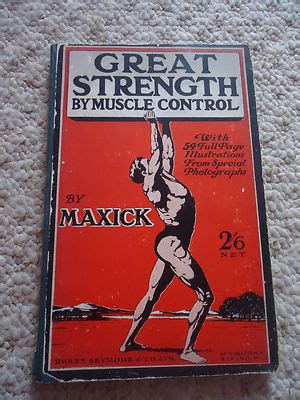 GREAT
STRENGTH
BY MUSCLE CONTROL
With
54 Full Page
Illustrations
From Special
Photographs
BY
MAXICK
2/6
NET
EWART SEYMOUR & CO. LTD.